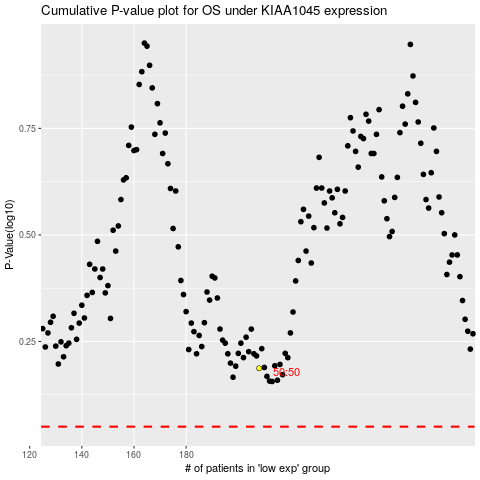 Cumulative P-value plot for OS under KIAA1045 expression
P-Value(log10)
0.75
0.50
0.25
50:50
120 140 160 180
# of patients in 'low exp' group